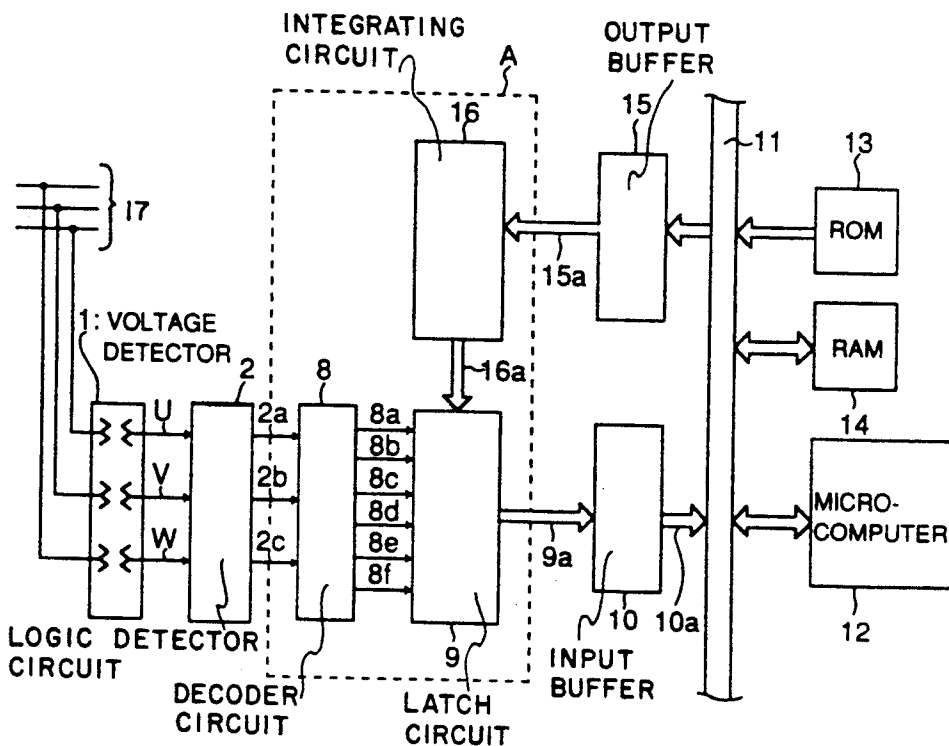 INTEGRATING
CIRCUIT
A
OUTPUT
BUFFER
16
15
11
13
17
ROM
15a
1: VOLTAGE
DETECTOR
RAM
16a
14
2
8
U
2a
8a
8b
V
2b
8c
8d
W
2c
8e
8f
9a
MICRO-
COMPUTER
9
10
10a
12
LOGIC DETECTOR
CIRCUIT
DECODER
CIRCUIT
LATCH
CIRCUIT
INPUT
BUFFER